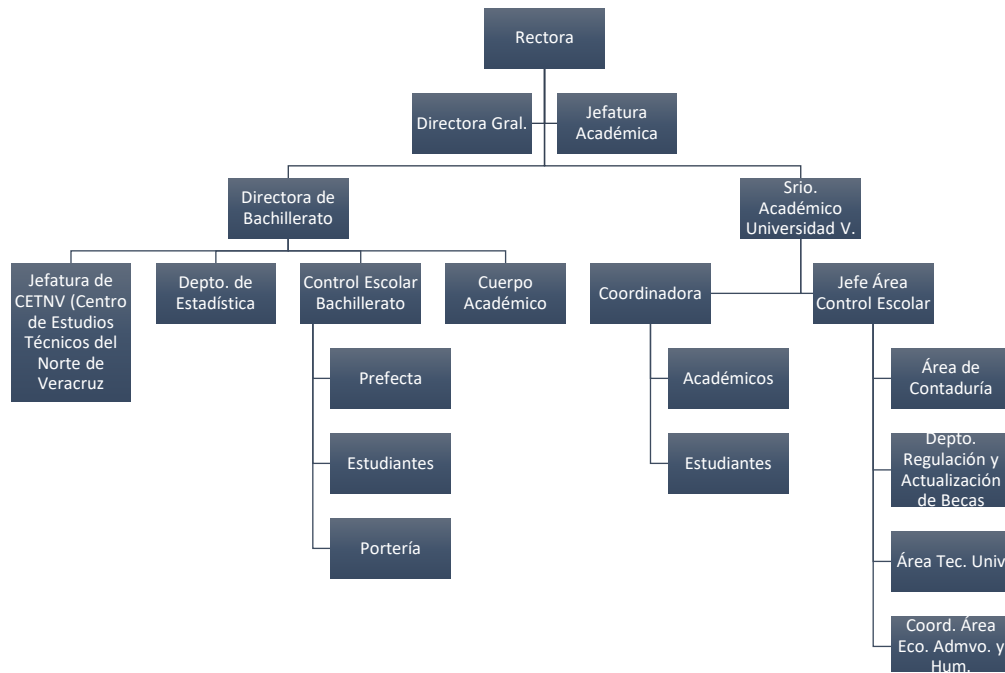 Rectora
Directora Gral.
Jefatura
Académica
Directora de
Bachillerato
Srio.
Académico
Universidad V.
Jefatura de
CETNV (Centro
de Estudios
Técnicos del
Norte de
Veracruz
Depto. de
Estadística
Control Escolar
Bachillerato
Cuerpo
Académico
Coordinadora
Jefe Área
Control Escolar
Prefecta
Estudiantes
Portería
Académicos
Estudiantes
Área de
Contaduría
Depto.
Regulación y
Actualización
de Becas
Área Tec. Univ
Coord. Área
Eco. Admvo. y
Hum.